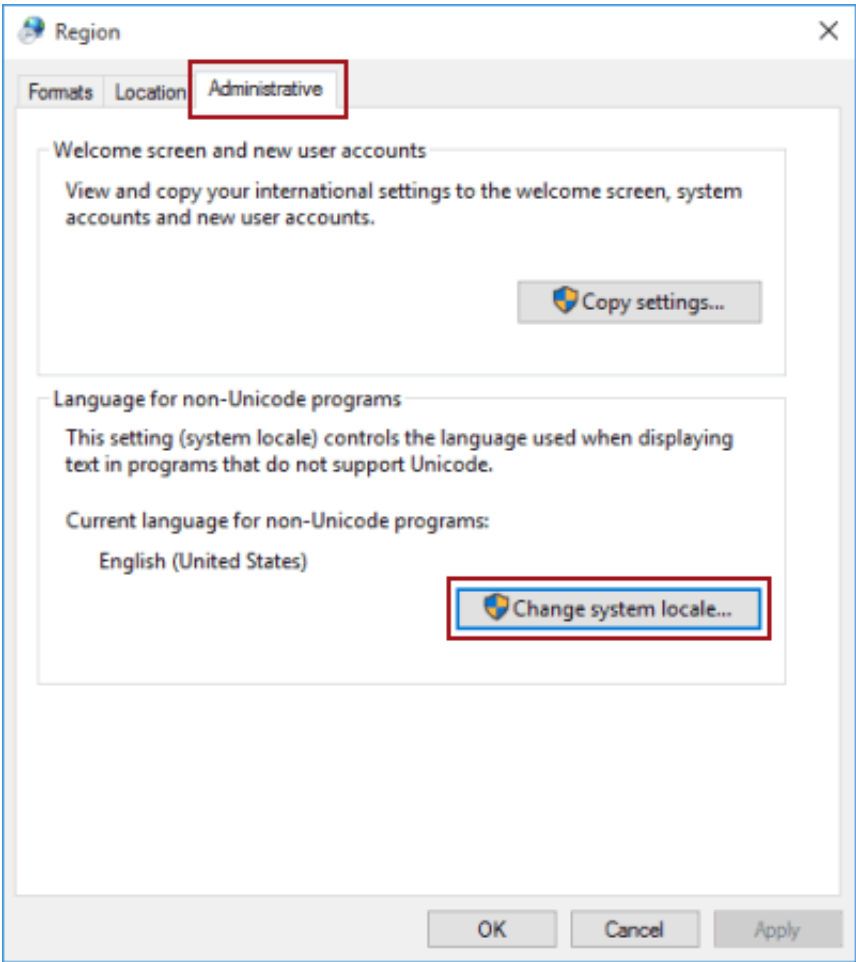 Region
Formats
Location
Administrative
Welcome screen and new user accounts
View and copy your international settings to the welcome screen, system
accounts and new user accounts.
Copy settings...
Language for non-Unicode programs
This setting (system locale) controls the language used when displaying
text in programs that do not support Unicode.
Current language for non-Unicode programs:
English (United States)
Change system locale...
OK
Cancel
Apply